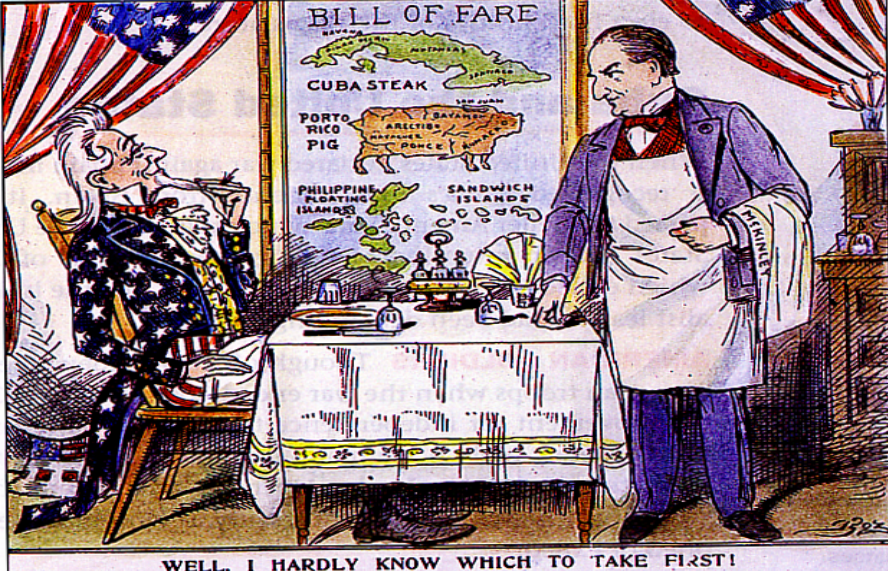 BILL OF FARE
HAVANA
MATANZAS
SANTIAGO
CUBA STEAK
SAN JUAN
PORTO
RICO
PIG
PONCE
PHILIPPINE
FLOATING
ISLANDS
SANDWICH
ISLANDS
McKINLEY
WELL, I HARDLY KNOW WHICH TO TAKE FIRST!